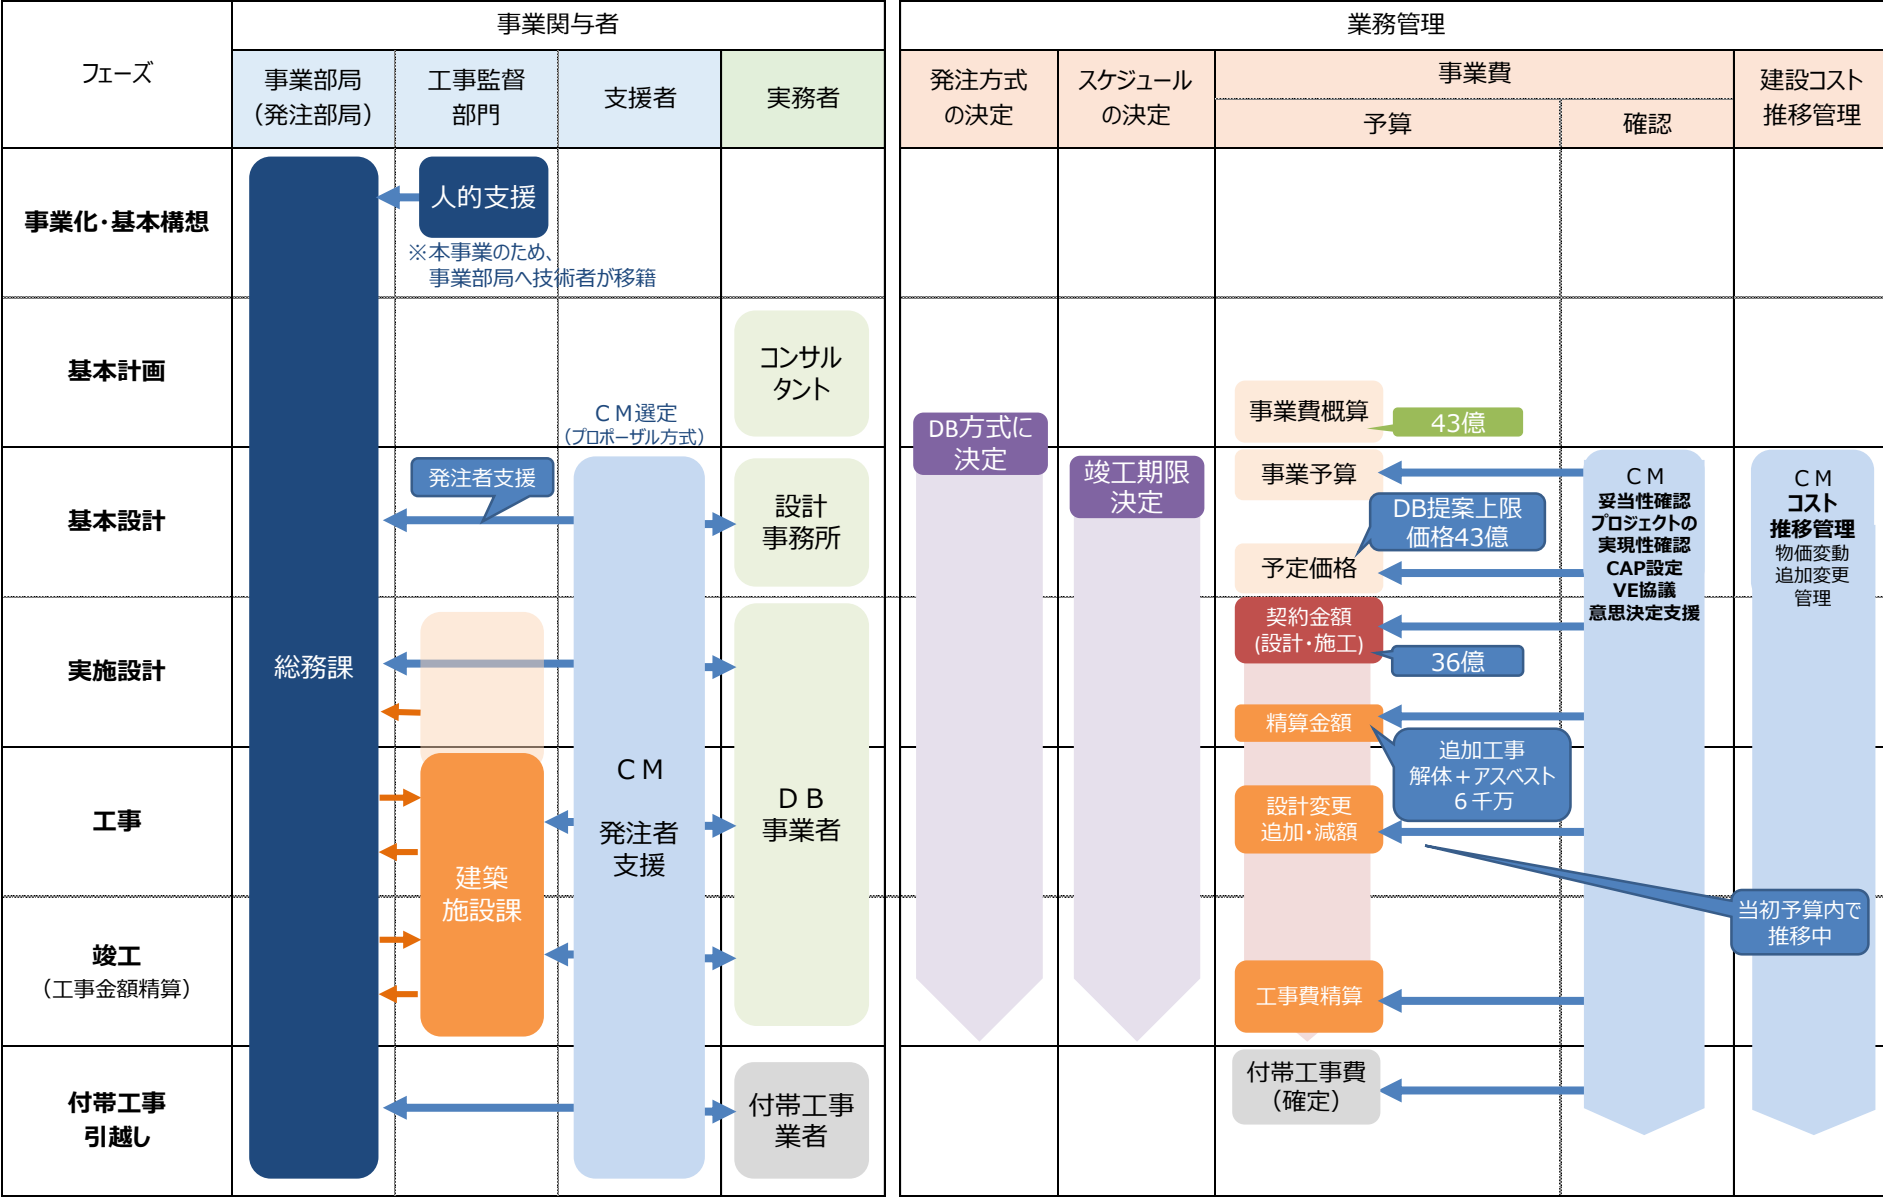 フェーズ
事業関与者
業務管理
事業部局
（発注部局）
工事監督
部門
支援者
実務者
発注方式
の決定
スケジュール
の決定
事業費
予算
確認
建設コスト
推移管理
事業化・基本構想
人的支援
※本事業のため、
事業部局へ技術者が移籍
基本計画
コンサル
タント
ＣＭ選定
（プロポーザル方式）
DB方式に
決定
事業費概算
43億
基本設計
発注者支援
設計
事務所
竣工期限
決定
事業予算
DB提案上限
価格43億
予定価格
ＣＭ
妥当性確認
プロジェクトの
実現性確認
CAP設定
VE協議
意思決定支援
ＣＭ
コスト
推移管理
物価変動
追加変更
管理
実施設計
総務課
契約金額
(設計・施工)
36億
精算金額
追加工事
解体＋アスベスト
６千万
工事
ＣＭ
発注者
支援
ＤＢ
事業者
設計変更
追加・減額
建築
施設課
当初予算内で
推移中
竣工
（工事金額精算）
工事費精算
付帯工事
引越し
付帯工事
業者
付帯工事費
（確定）